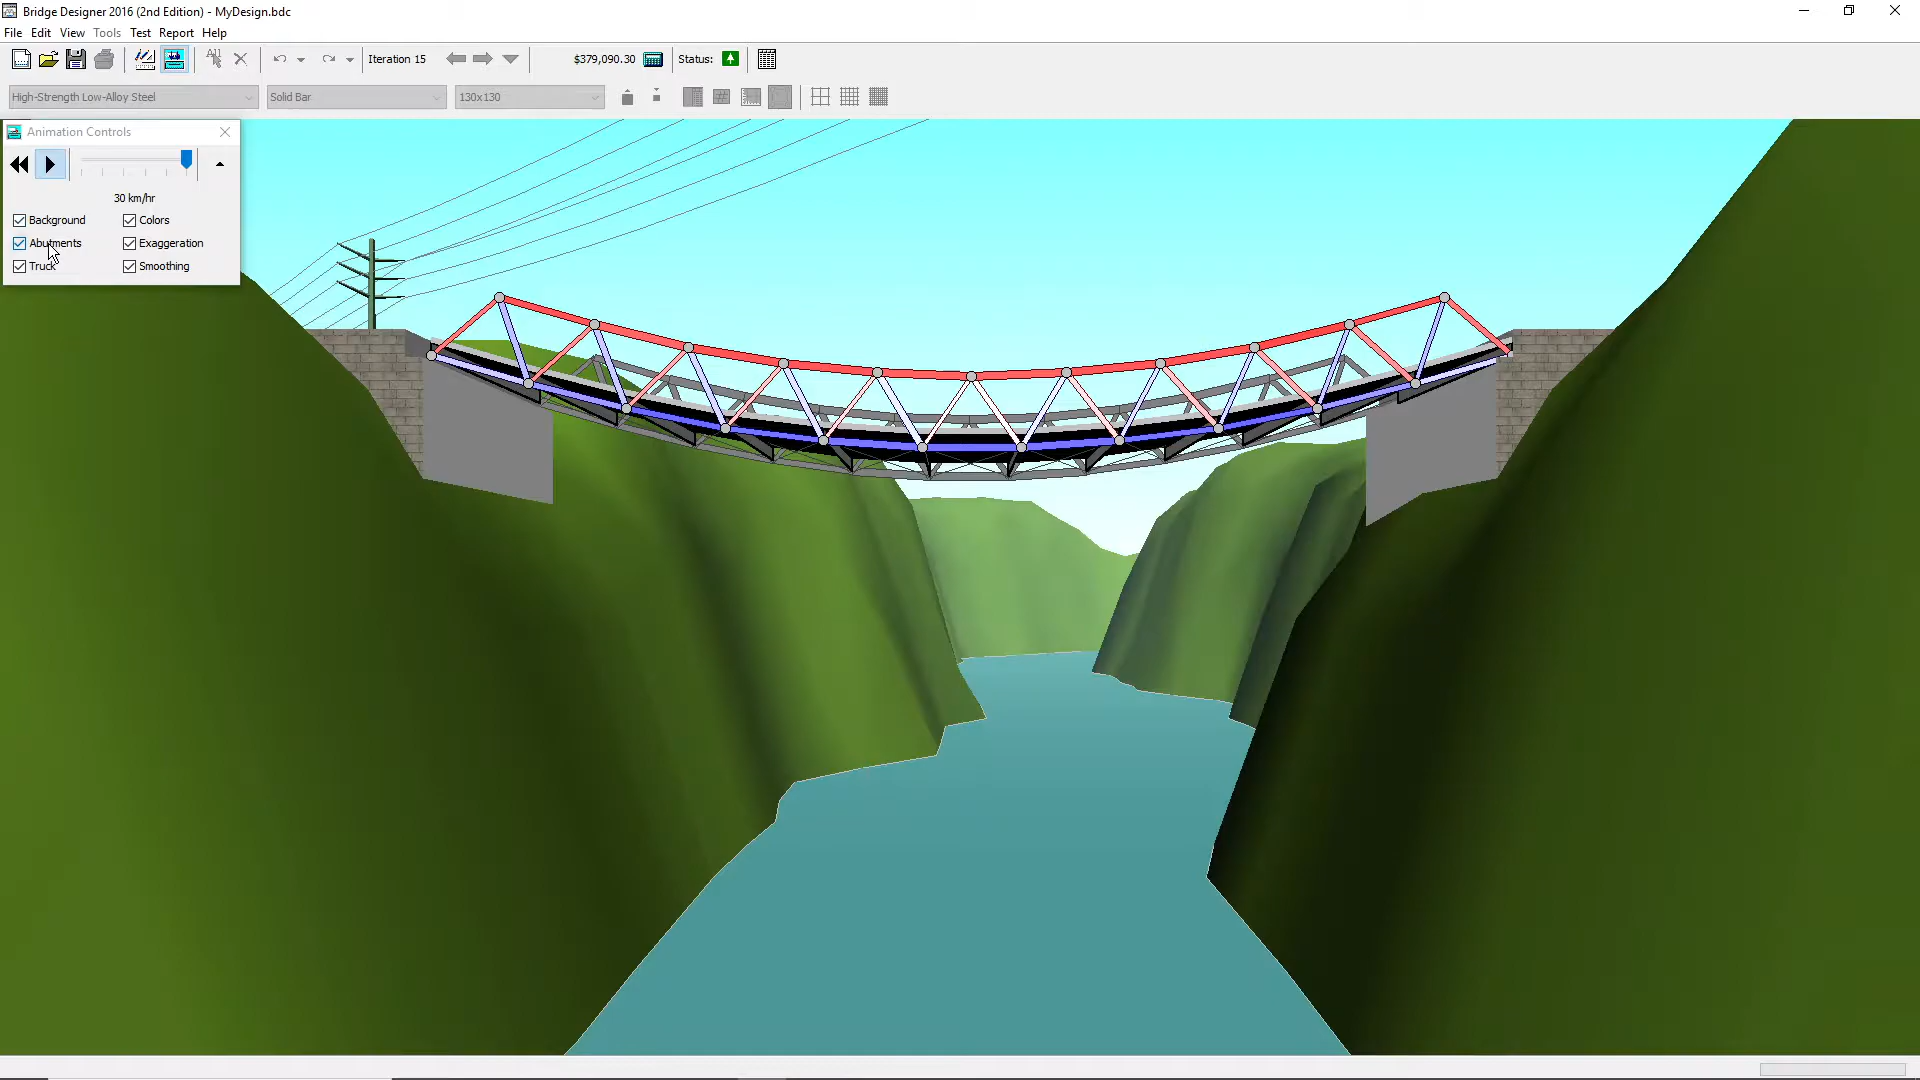 Bridge Designer 2016 (2nd Edition) - MyDesign.bdc
File Edit View Tools Test Report Help
All Iteration 15 $379,090.30 Status:
High-Strength Low-Alloy Steel Solid Bar 130x130
Animation Controls
30 km/hr
Background Colors
Abutments Exaggeration
Truck Smoothing